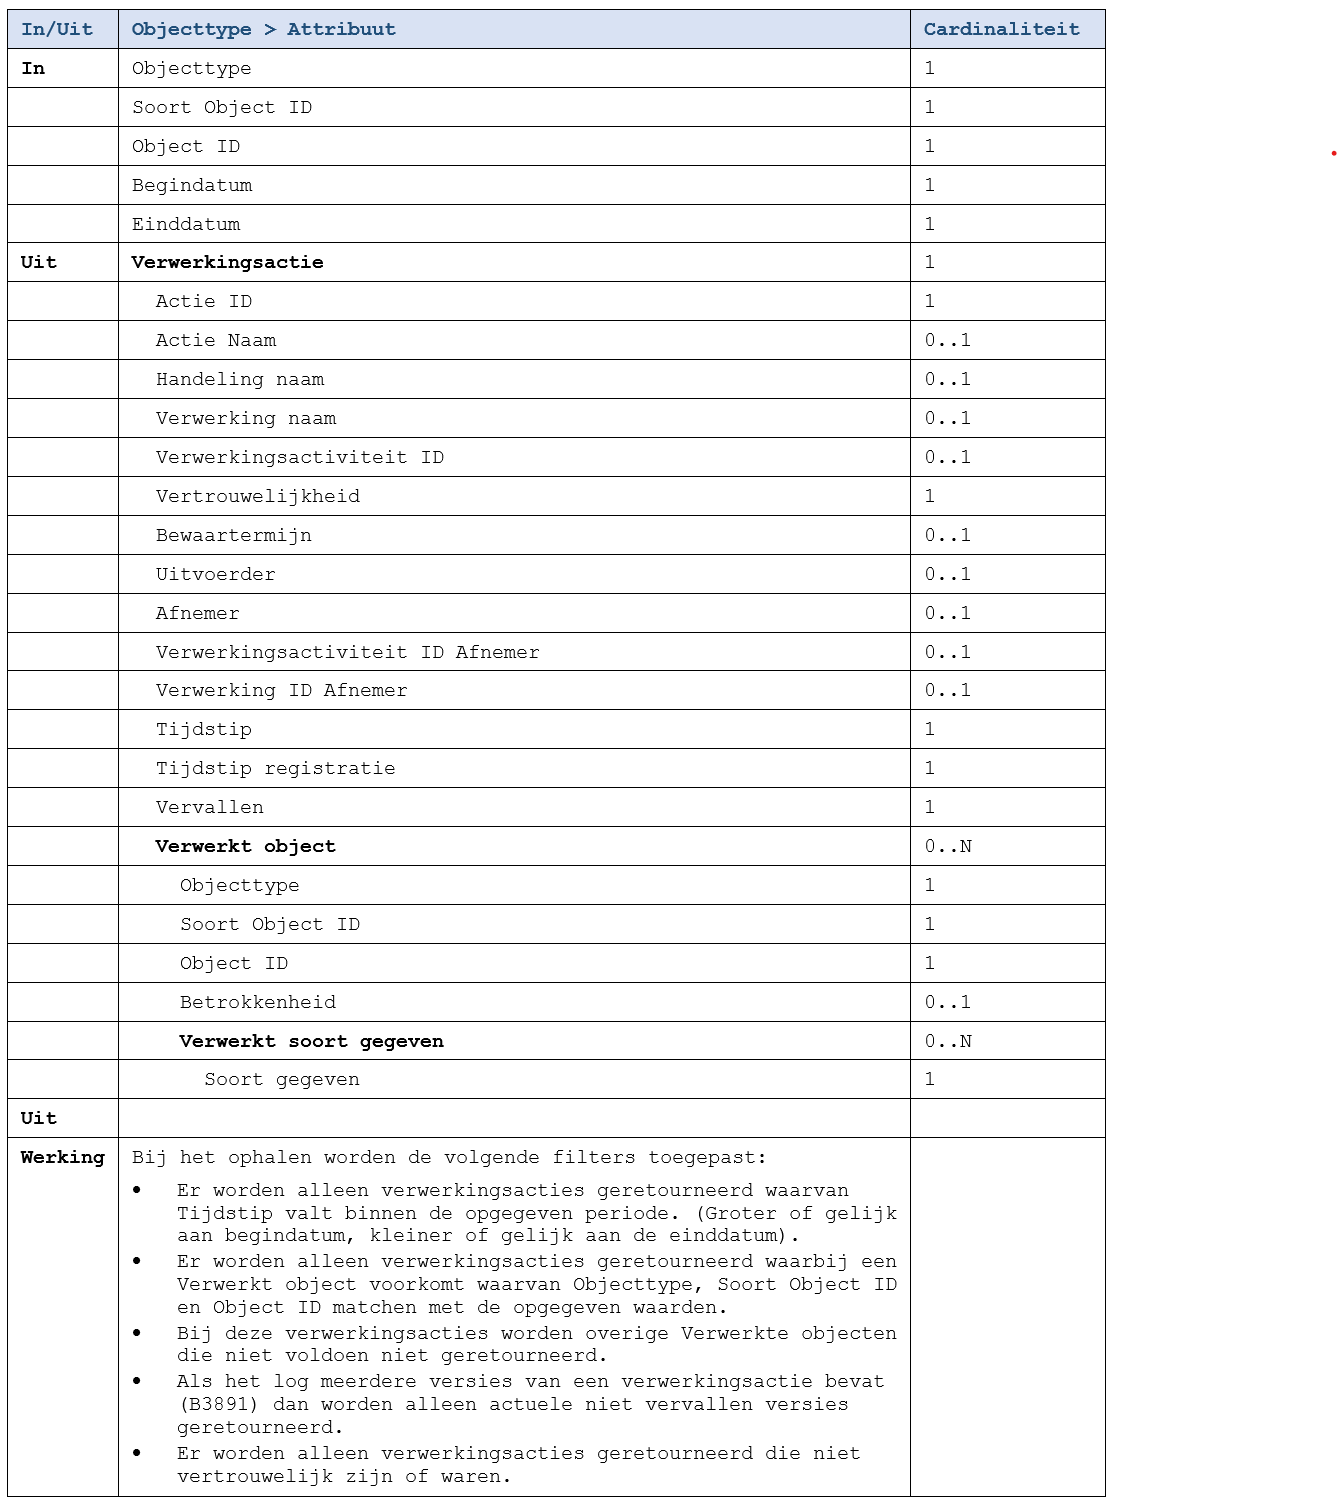 In/Uit Objecttype > Attribuut Cardinaliteit
In Objecttype 1
Soort Object ID 1
Object ID 1
Begindatum 1
Einddatum 1
Uit Verwerkingsactie 1
Actie ID 1
Actie Naam 0..1
Handeling naam 0..1
Verwerking naam 0..1
Verwerkingsactiviteit ID 0..1
Vertrouwelijkheid 1
Bewaartermijn 0..1
Uitvoerder 0..1
Afnemer 0..1
Verwerkingsactiviteit ID Afnemer 0..1
Verwerking ID Afnemer 0..1
Tijdstip 1
Tijdstip registratie 1
Vervallen 1
Verwerkt object 0..N
Objecttype 1
Soort Object ID 1
Object ID 1
Betrokkenheid 0..1
Verwerkt soort gegeven 0..N
Soort gegeven 1
Uit
Werking Bij het ophalen worden de volgende filters toegepast:
• Er worden alleen verwerkingsacties geretourneerd waarvan
Tijdstip valt binnen de opgegeven periode. (Groter of gelijk
aan begindatum, kleiner of gelijk aan de einddatum).
• Er worden alleen verwerkingsacties geretourneerd waarbij een
Verwerkt object voorkomt waarvan Objecttype, Soort Object ID
en Object ID matchen met de opgegeven waarden.
• Bij deze verwerkingsacties worden overige Verwerkte objecten
die niet voldoen niet geretourneerd.
• Als het log meerdere versies van een verwerkingsactie bevat
(B3891) dan worden alleen actuele niet vervallen versies
geretourneerd.
• Er worden alleen verwerkingsacties geretourneerd die niet
vertrouwelijk zijn of waren.